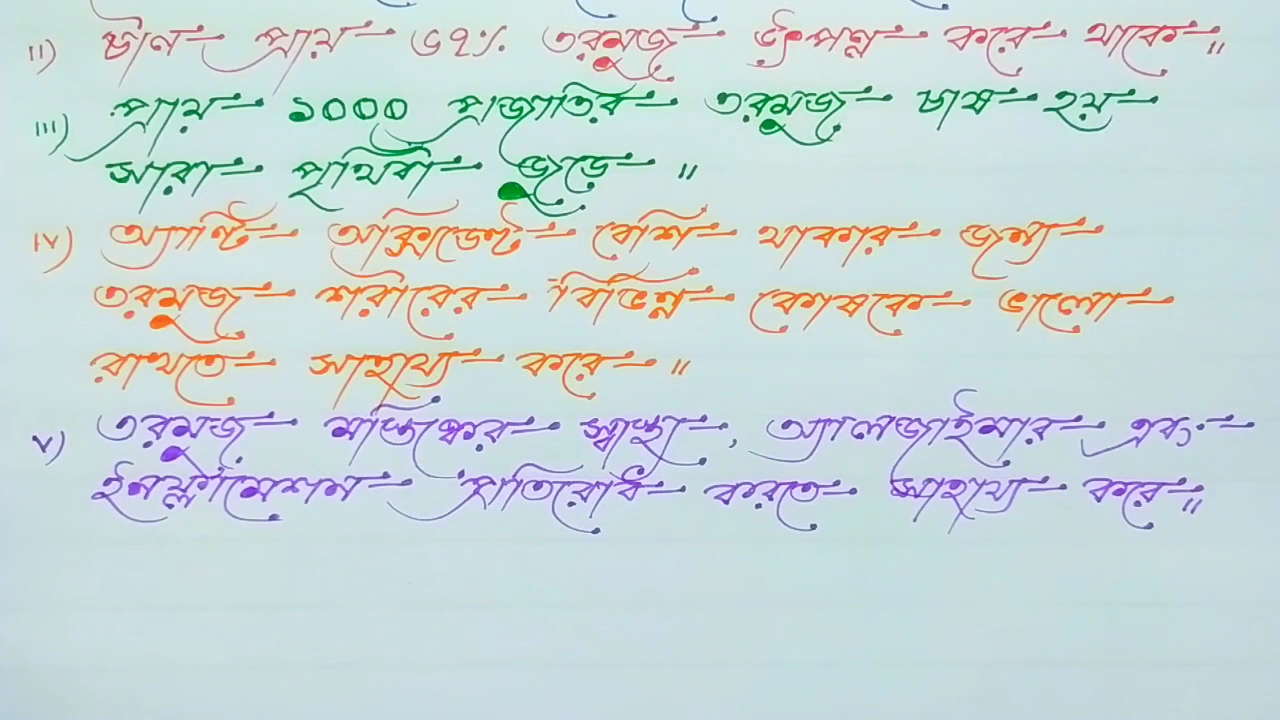 ii) চীন প্রায় ৬৭% তরমুজ উৎপন্ন করে থাকে॥
iii) প্রায় ১০০০ প্রজাতির তরমুজ চাষ হয়
সারা পৃথিবী জুড়ে॥
iv) অ্যান্টি অক্সিডেন্ট বেশি থাকার জন্য
তরমুজ শরীরের বিভিন্ন কোষকে ভালো
রাখতে সাহায্য করে॥
v) তরমুজ মস্তিষ্কের স্বাস্থ্য, অ্যালজাইমার এবং
ইনফ্লামেশন প্রতিরোধ করতে সাহায্য করে॥